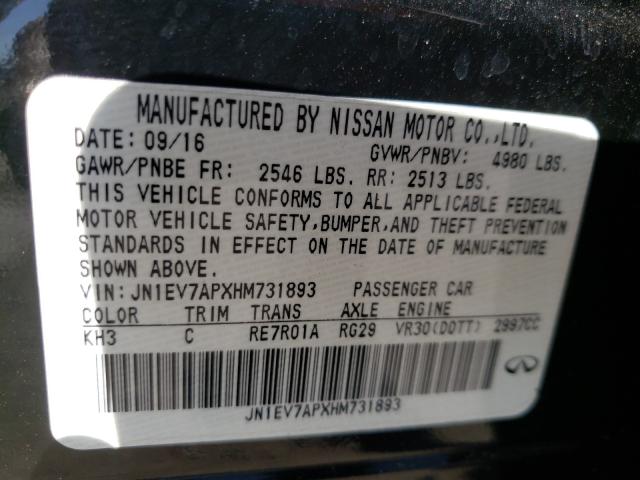 MANUFACTURED BY NISSAN MOTOR CO.,LTD.
DATE: 09/16 GVWR/PNBV: 4980 LBS.
GAWR/PNBE FR: 2546 LBS. RR: 2513 LBS.
THIS VEHICLE CONFORMS TO ALL APPLICABLE FEDERAL
MOTOR VEHICLE SAFETY,BUMPER,AND THEFT PREVENTION
STANDARDS IN EFFECT ON THE DATE OF MANUFACTURE
SHOWN ABOVE.
VIN:JN1EV7APXHM731893 PASSENGER CAR
COLOR TRIM TRANS AXLE ENGINE
KH3 C RE7R01A RG29 VR30(DDTT) 2997CC
JN1EV7APXHM731893